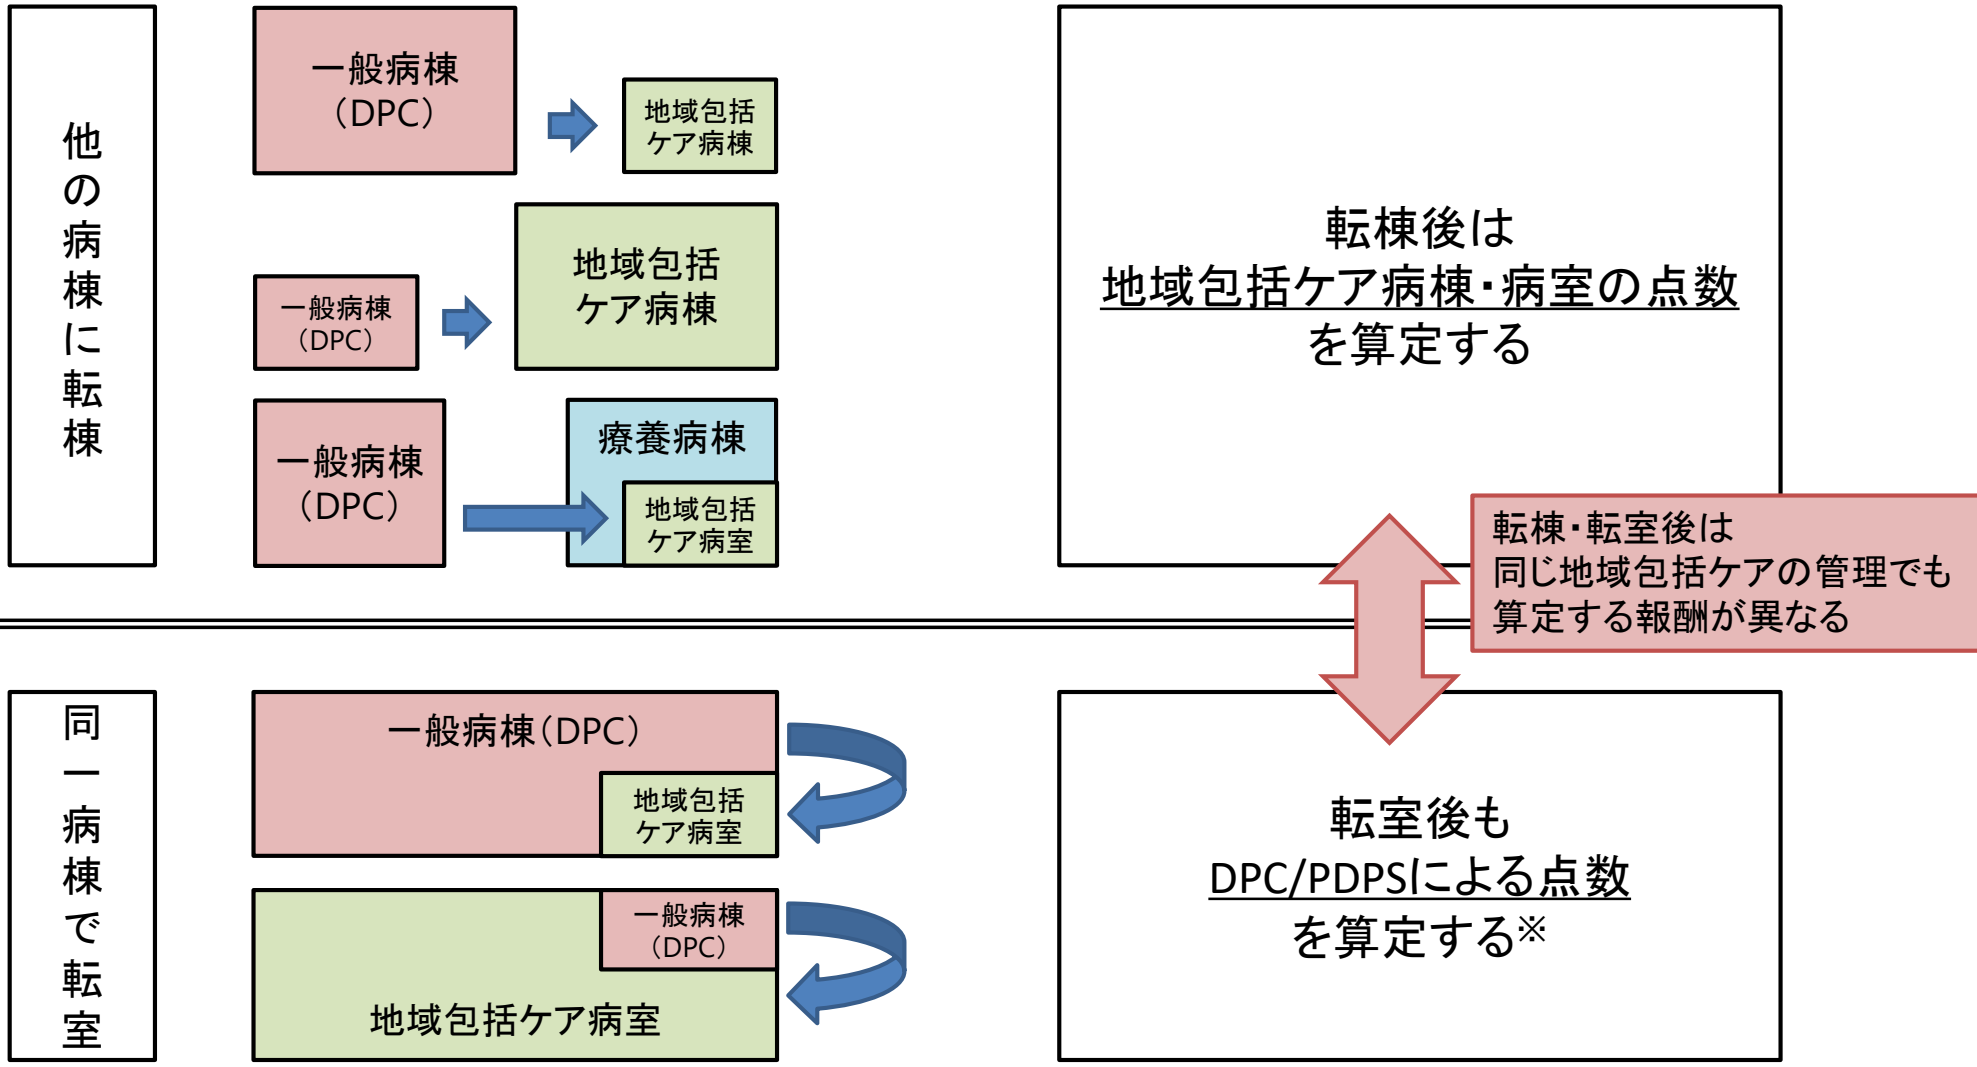 他の病棟に転棟
一般病棟
（DPC）
地域包括
ケア病棟
一般病棟
（DPC）
地域包括
ケア病棟
一般病棟
（DPC）
療養病棟
地域包括
ケア病室
転棟後は
地域包括ケア病棟・病室の点数
を算定する
転棟・転室後は
同じ地域包括ケアの管理でも
算定する報酬が異なる
同一病棟で転室
一般病棟（DPC）
地域包括
ケア病室
一般病棟
（DPC）
地域包括ケア病室
転室後も
DPC/PDPSによる点数
を算定する※